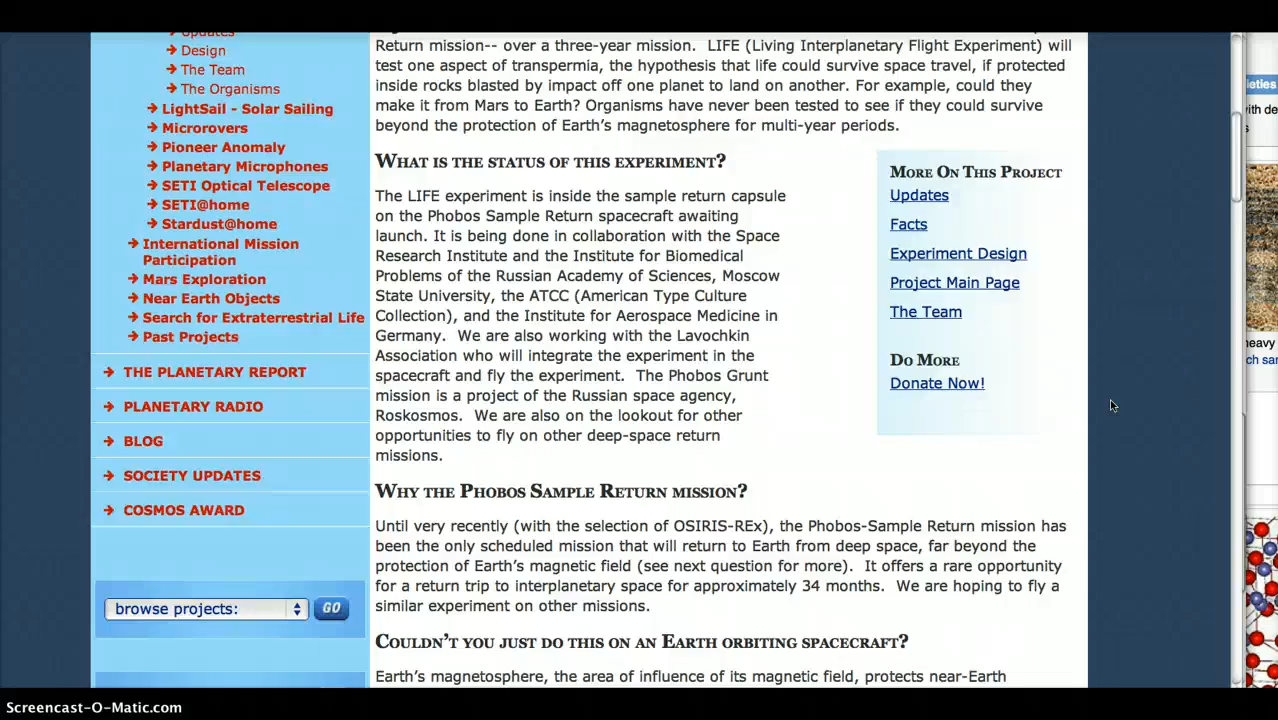 Updates
Design
The Team
The Organisms
LightSail - Solar Sailing
Microrovers
Pioneer Anomaly
Planetary Microphones
SETI Optical Telescope
SETI@home
Stardust@home
International Mission
Participation
Mars Exploration
Near Earth Objects
Search for Extraterrestrial Life
Past Projects
THE PLANETARY REPORT
PLANETARY RADIO
BLOG
SOCIETY UPDATES
COSMOS AWARD
browse projects:
GO
Return mission-- over a three-year mission.  LIFE (Living Interplanetary Flight Experiment) will
test one aspect of transpermia, the hypothesis that life could survive space travel, if protected
inside rocks blasted by impact off one planet to land on another. For example, could they
make it from Mars to Earth? Organisms have never been tested to see if they could survive
beyond the protection of Earth's magnetosphere for multi-year periods.
WHAT IS THE STATUS OF THIS EXPERIMENT?
The LIFE experiment is inside the sample return capsule
on the Phobos Sample Return spacecraft awaiting
launch. It is being done in collaboration with the Space
Research Institute and the Institute for Biomedical
Problems of the Russian Academy of Sciences, Moscow
State University, the ATCC (American Type Culture
Collection), and the Institute for Aerospace Medicine in
Germany.  We are also working with the Lavochkin
Association who will integrate the experiment in the
spacecraft and fly the experiment.  The Phobos Grunt
mission is a project of the Russian space agency,
Roskosmos.  We are also on the lookout for other
opportunities to fly on other deep-space return
missions.
MORE ON THIS PROJECT
Updates
Facts
Experiment Design
Project Main Page
The Team
DO MORE
Donate Now!
WHY THE PHOBOS SAMPLE RETURN MISSION?
Until very recently (with the selection of OSIRIS-REx), the Phobos-Sample Return mission has
been the only scheduled mission that will return to Earth from deep space, far beyond the
protection of Earth's magnetic field (see next question for more).  It offers a rare opportunity
for a return trip to interplanetary space for approximately 34 months.  We are hoping to fly a
similar experiment on other missions.
COULDN'T YOU JUST DO THIS ON AN EARTH ORBITING SPACECRAFT?
Earth's magnetosphere, the area of influence of its magnetic field, protects near-Earth
with de
heavy
ch sar
Screencast-O-Matic.com